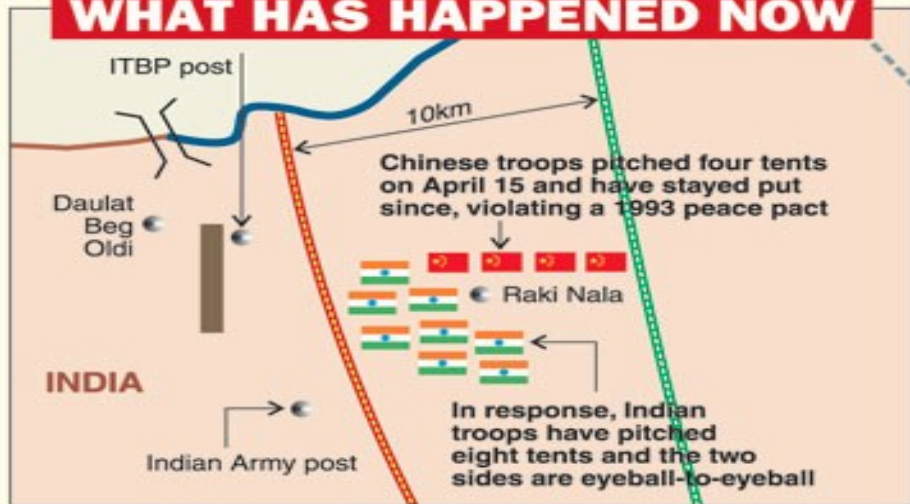 WHAT HAS HAPPENED NOW
ITBP post
10km
Chinese troops pitched four tents
on April 15 and have stayed put
since, violating a 1993 peace pact
Daulat
Beg
Oldi
Raki Nala
INDIA
In response, Indian
troops have pitched
eight tents and the two
sides are eyeball-to-eyeball
Indian Army post